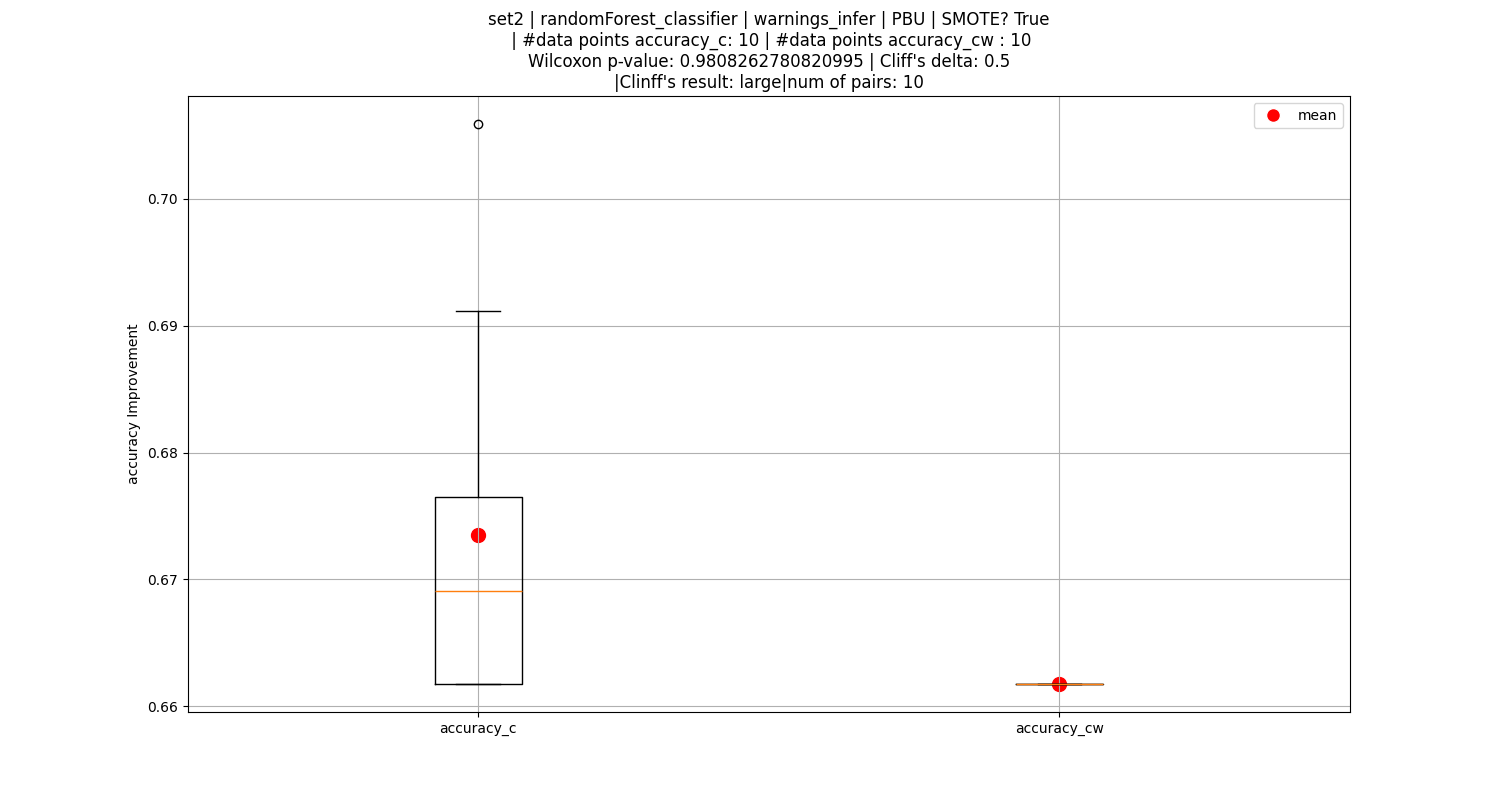 set2 | randomForest_classifier | warnings_infer | PBU | SMOTE? True
| #data points accuracy_c: 10 | #data points accuracy_cw : 10
Wilcoxon p-value: 0.9808262780820995 | Cliff's delta: 0.5
|Clinff's result: large|num of pairs: 10
mean
accuracy Improvement
0.70
0.69
0.68
0.67
0.66
accuracy_c
accuracy_cw